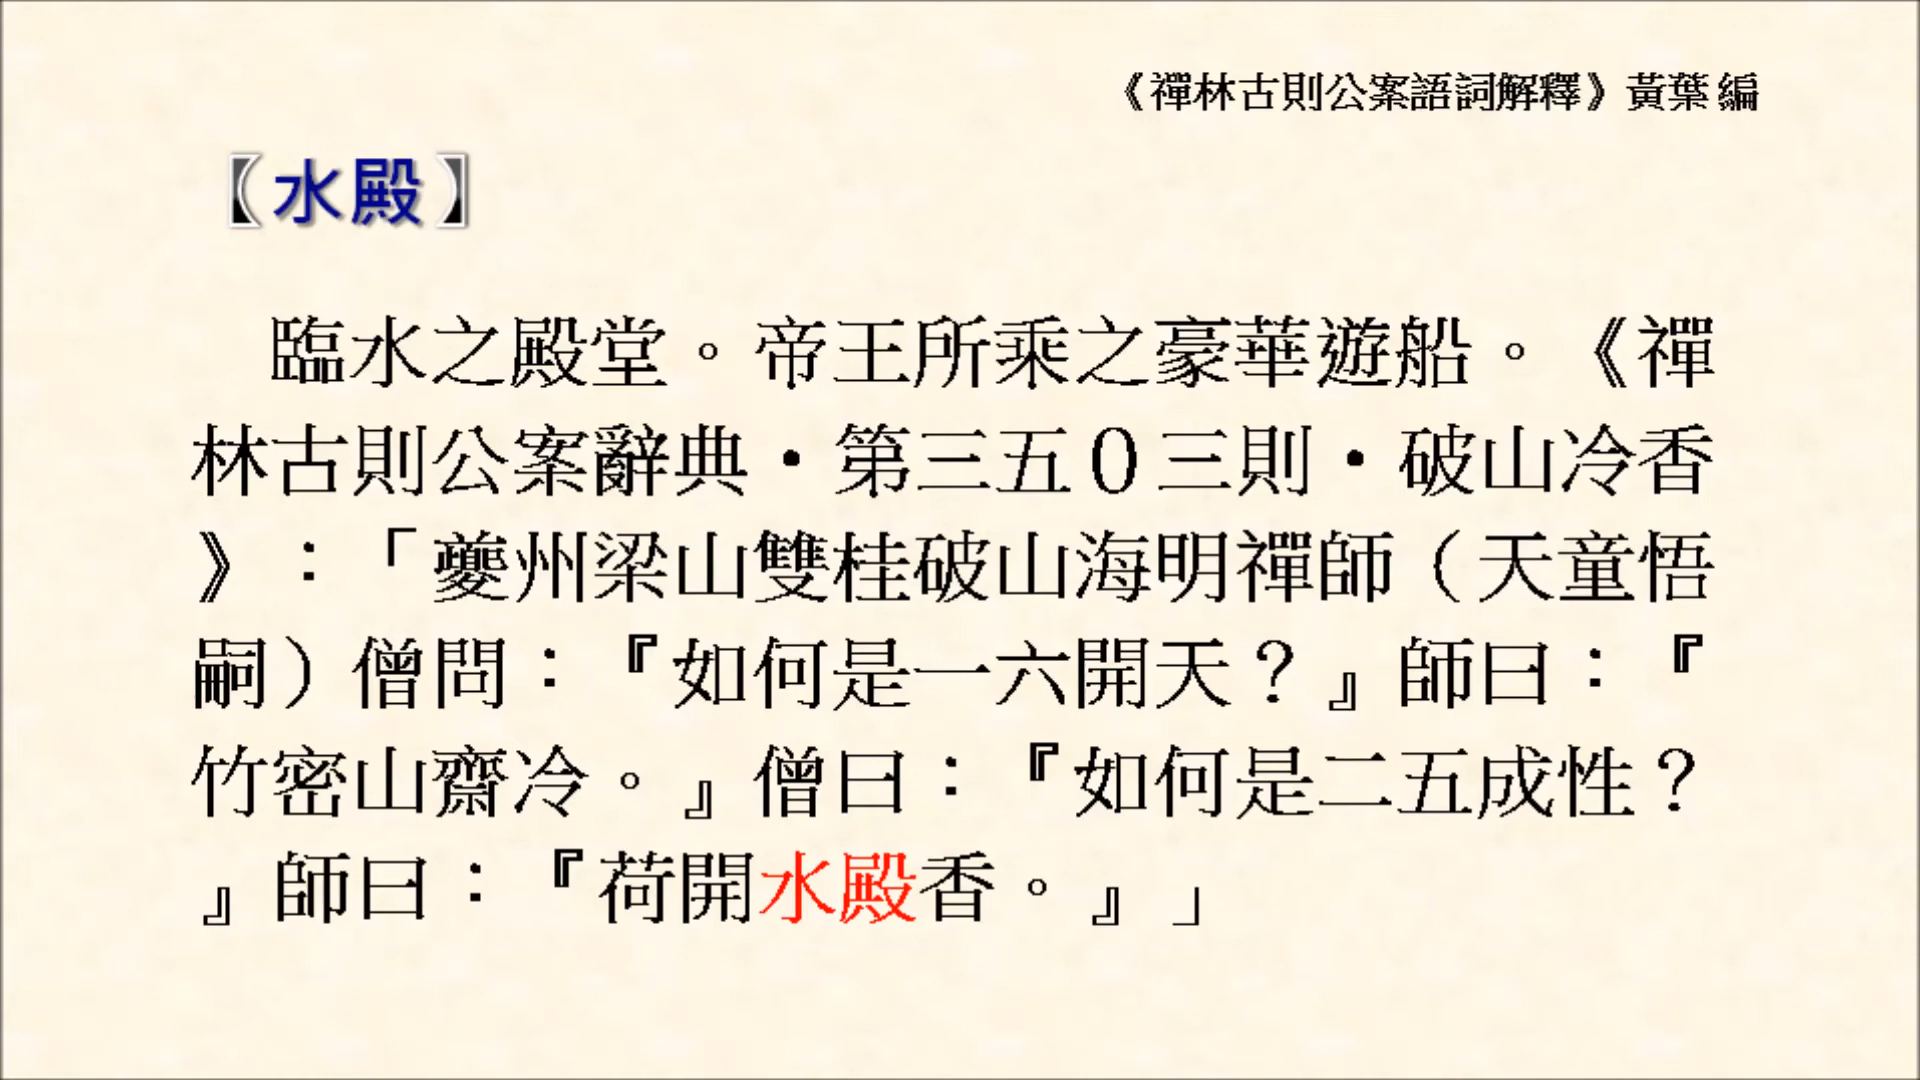 《禪林古則公案語詞解釋》黃葉編
【水殿】
臨水之殿堂。帝王所乘之豪華遊船。《禪
林古則公案辭典・第三五０三則・破山冷香
》：「夔州梁山雙桂破山海明禪師（天童悟
嗣）僧問：『如何是一六開天？』師曰：『
竹密山齋冷。』僧曰：『如何是二五成性？
』師曰：『荷開水殿香。』」